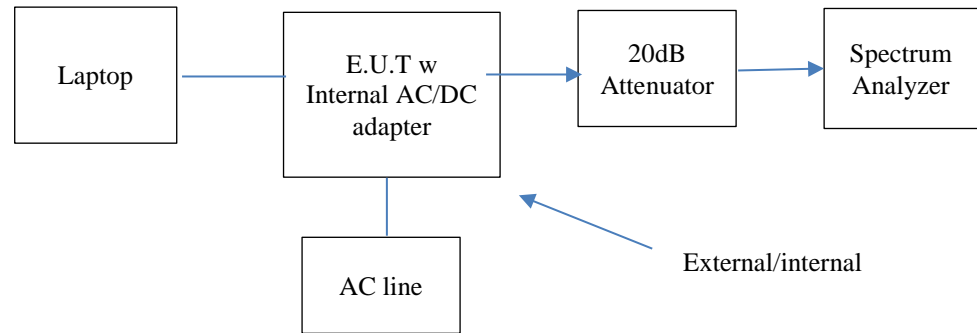 Laptop
E.U.T w
Internal AC/DC
adapter
20dB
Attenuator
Spectrum
Analyzer
AC line
External/internal